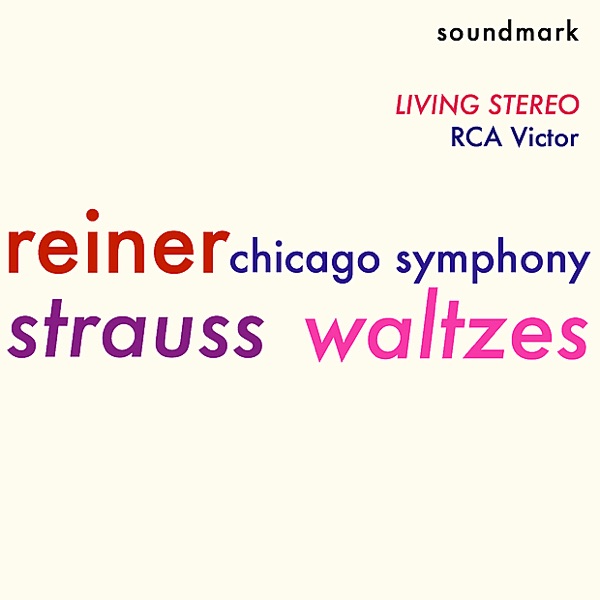 soundmark
LIVING STEREO
RCA Victor
reiner chicago symphony
strauss waltzes